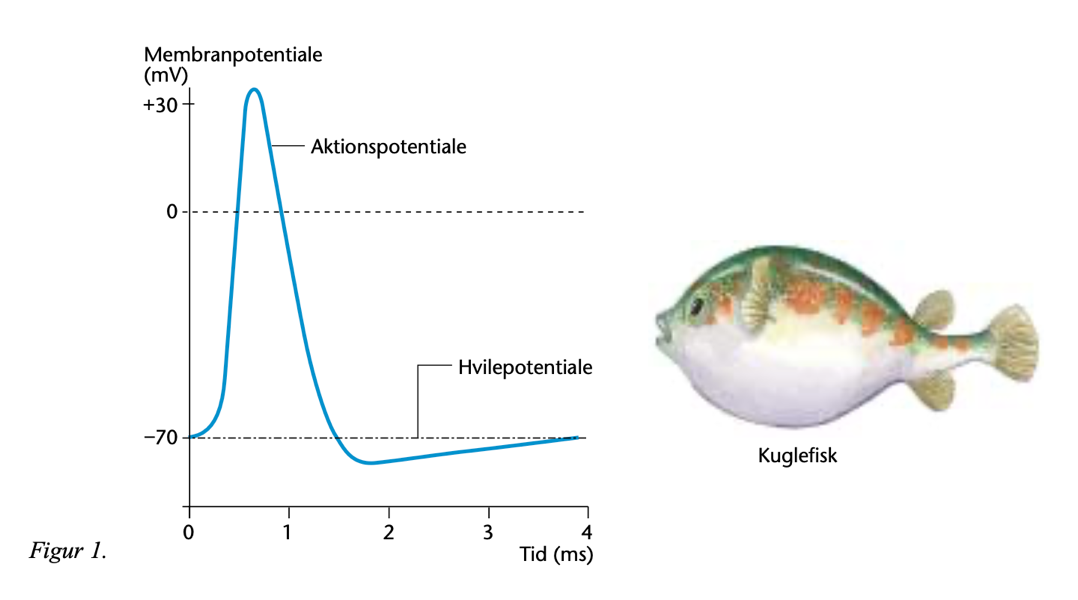 Membranpotentiale
(mV)
+30
Aktionspotentiale
0
Hvilepotentiale
–70
Kuglefisk
0 1 2 3 4
Tid (ms)
Figur 1.